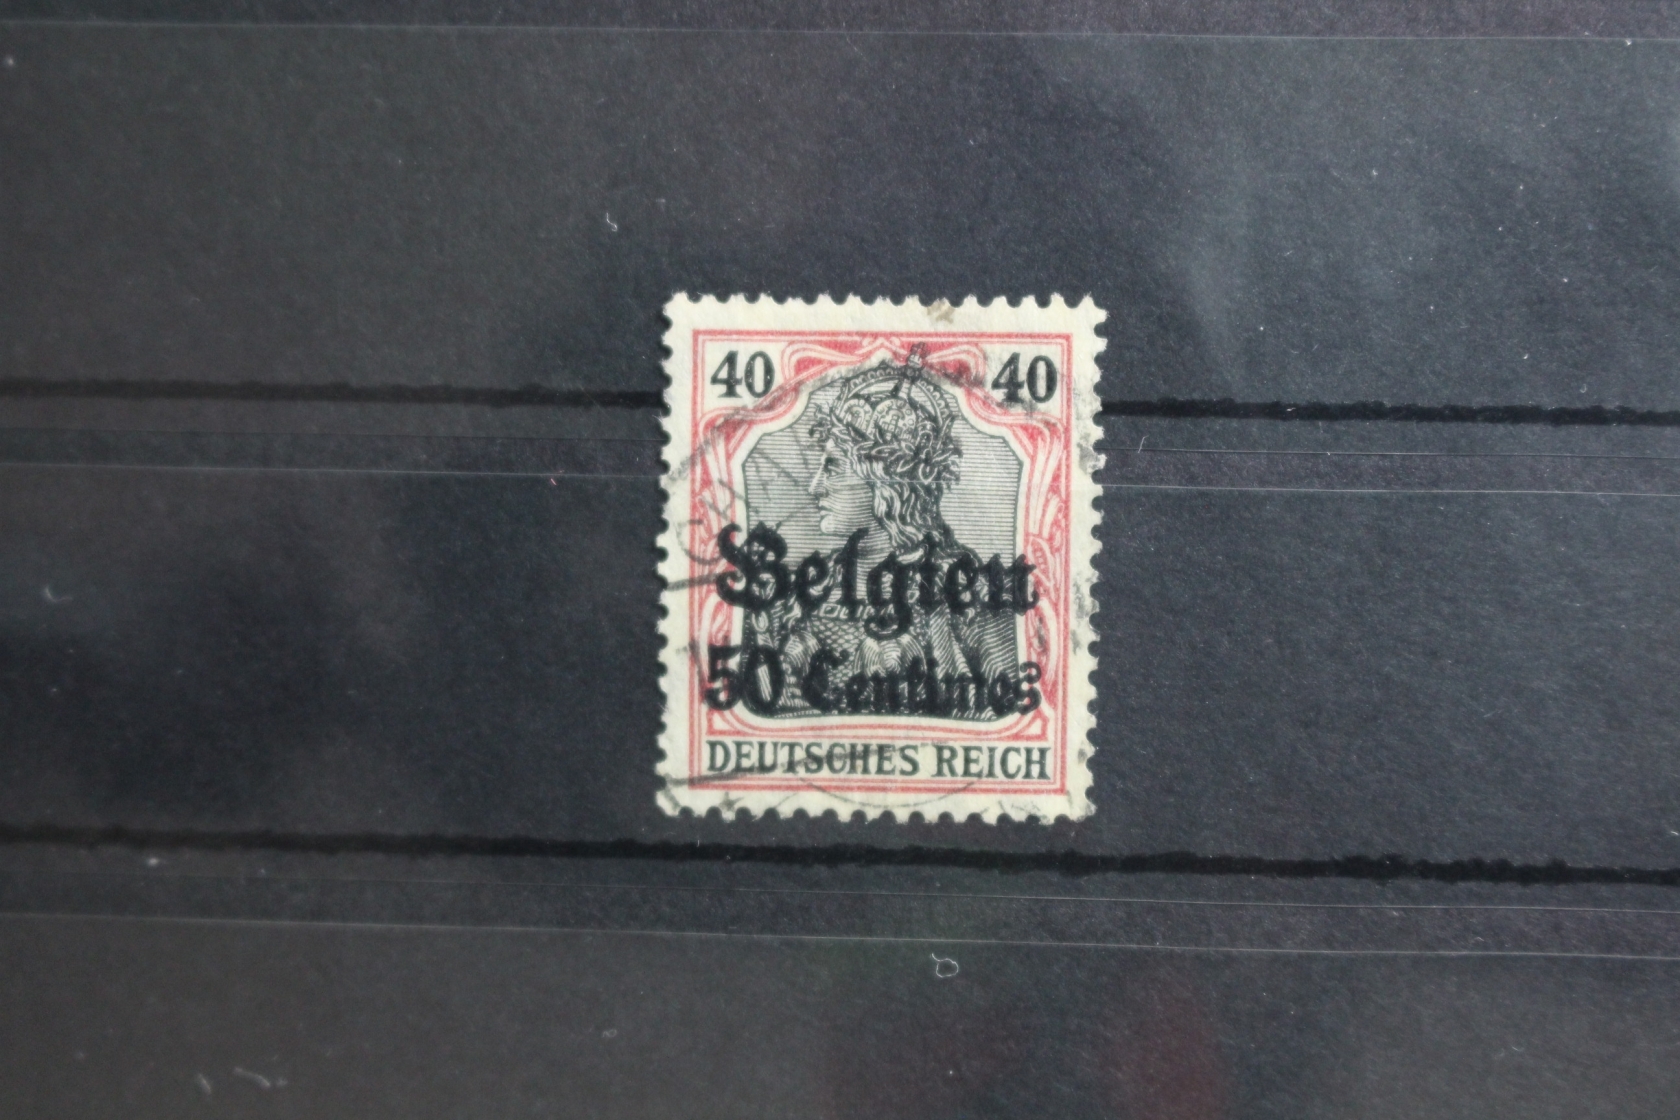 40 40
Belgien
50 Centimes
DEUTSCHES REICH